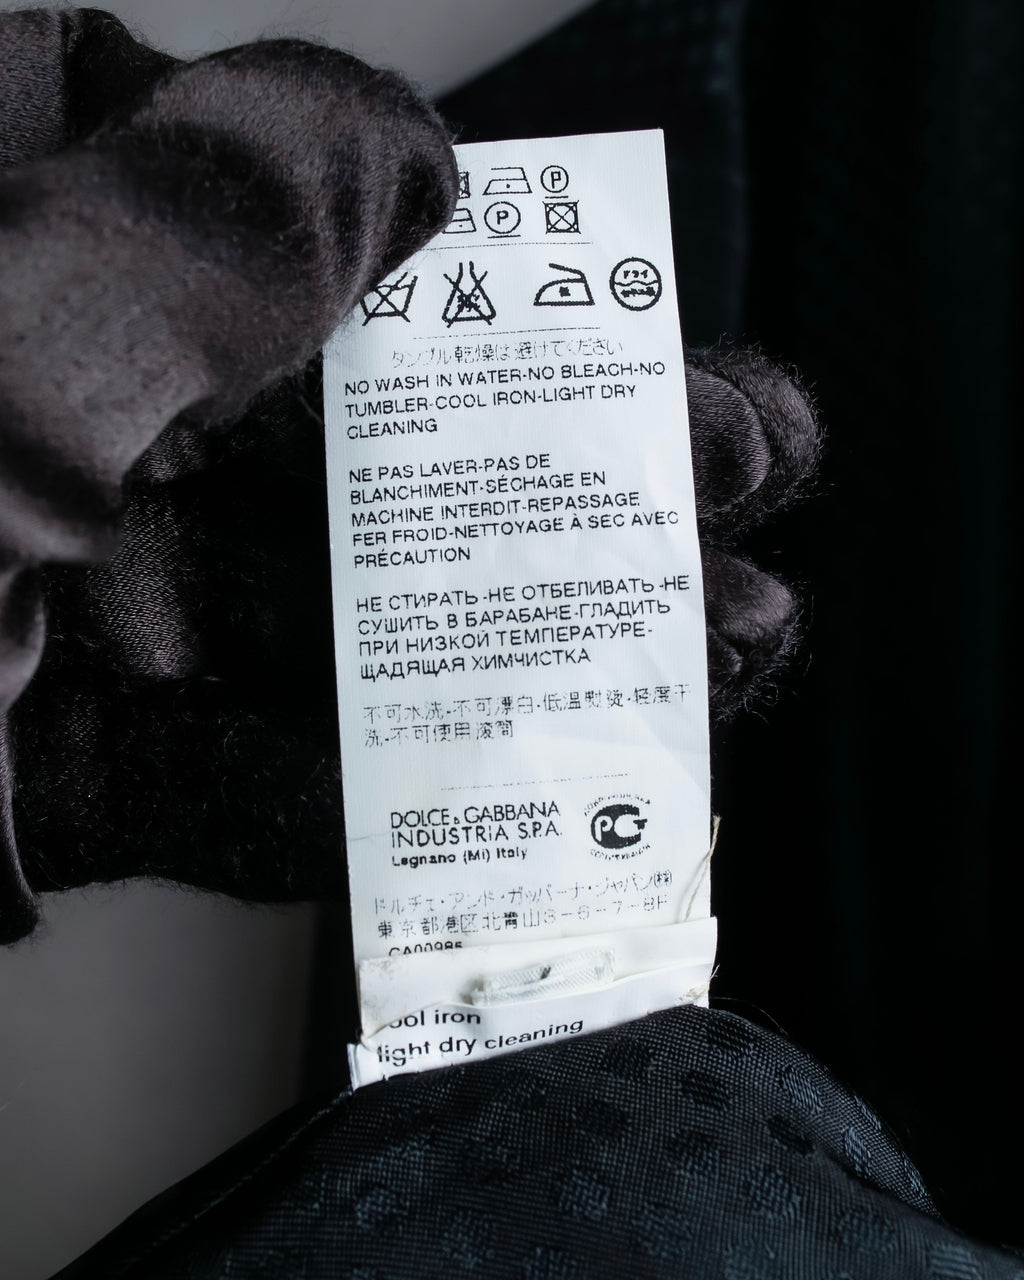 P
P
ドライ
タンブル乾燥は避けてください
NO WASH IN WATER-NO BLEACH-NO
TUMBLER-COOL IRON-LIGHT DRY
CLEANING
NE PAS LAVER-PAS DE
BLANCHIMENT-SÉCHAGE EN
MACHINE INTERDIT-REPASSAGE
FER FROID-NETTOYAGE À SEC AVEC
PRÉCAUTION
НЕ СТИРАТЬ-НЕ ОТБЕЛИВАТЬ-НЕ
СУШИТЬ В БАРАБАНЕ-ГЛАДИТЬ
ПРИ НИЗКОЙ ТЕМПЕРАТУРЕ-
ЩАДЯЩАЯ ХИМЧИСТКА
不可水洗-不可漂白-低温熨烫-轻度干
洗-不可使用滚筒
DOLCE & GABBANA
INDUSTRIA S.P.A.
Legnano (MI) Italy
ドルチェ・アンド・ガッバーナ・ジャパン(株)
東京都港区北青山3-6-7-8F
CA00985
ool iron
light dry cleaning